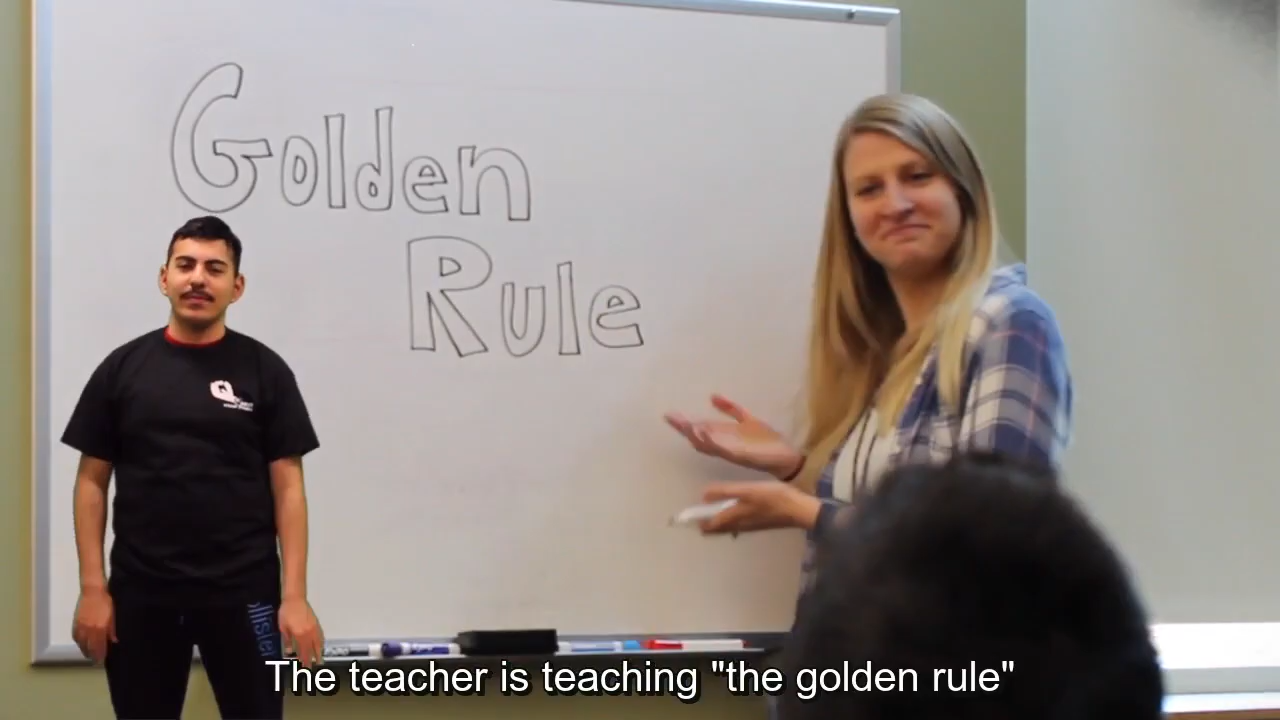 Golden
Rule
Q
The teacher is teaching "the golden rule"